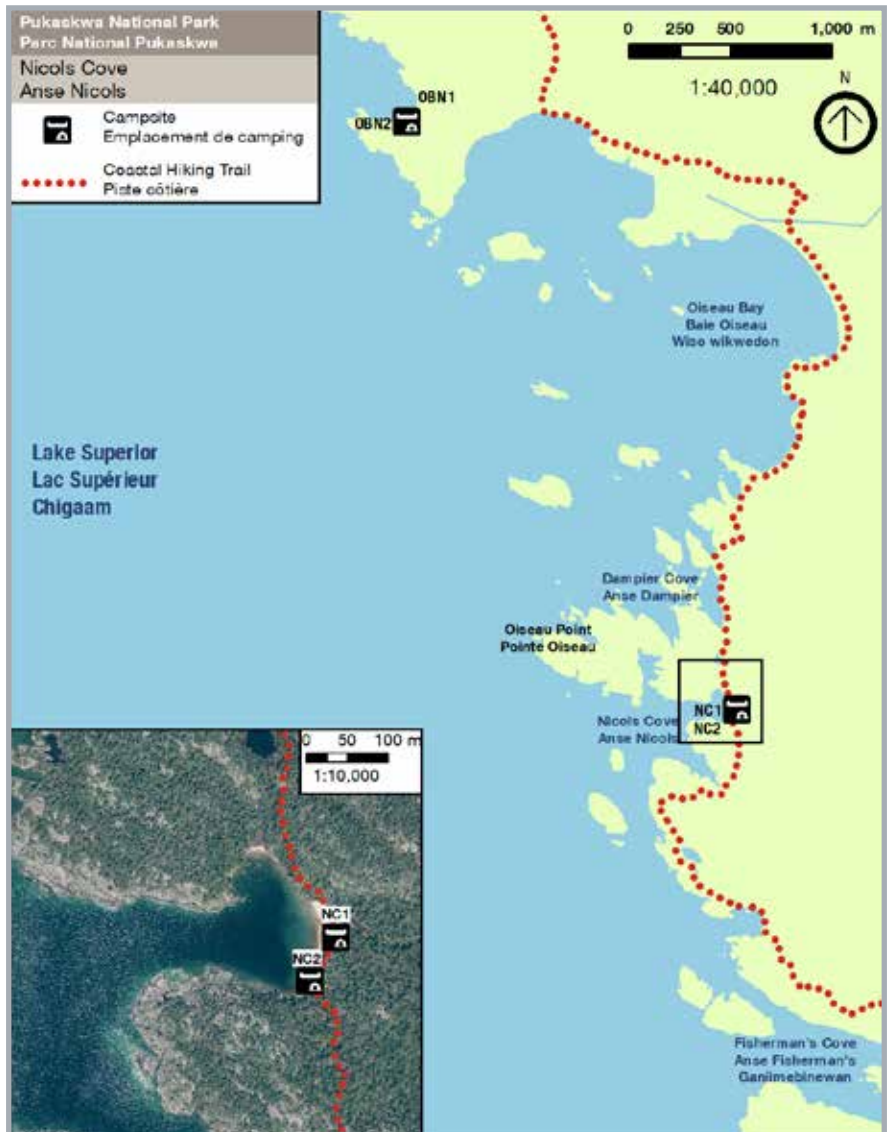 Pukaskwa National Park
Parc National Pukaskwa
Nicols Cove
Anse Nicols
Campsite
Emplacement de camping
Coastal Hiking Trail
Piste côtière
0 250 500 1,000 m
1:40,000
N
OBN1
OBN2
Oiseau Bay
Baie Oiseau
Wiso wikwedon
Lake Superior
Lac Supérieur
Chigaam
Dampier Cove
Anse Dampier
Oiseau Point
Pointe Oiseau
NC1
NC2
Nicols Cove
Anse Nicols
0 50 100 m
1:10,000
NC1
NC2
Fisherman's Cove
Anse Fisherman's
Ganiimebinewan